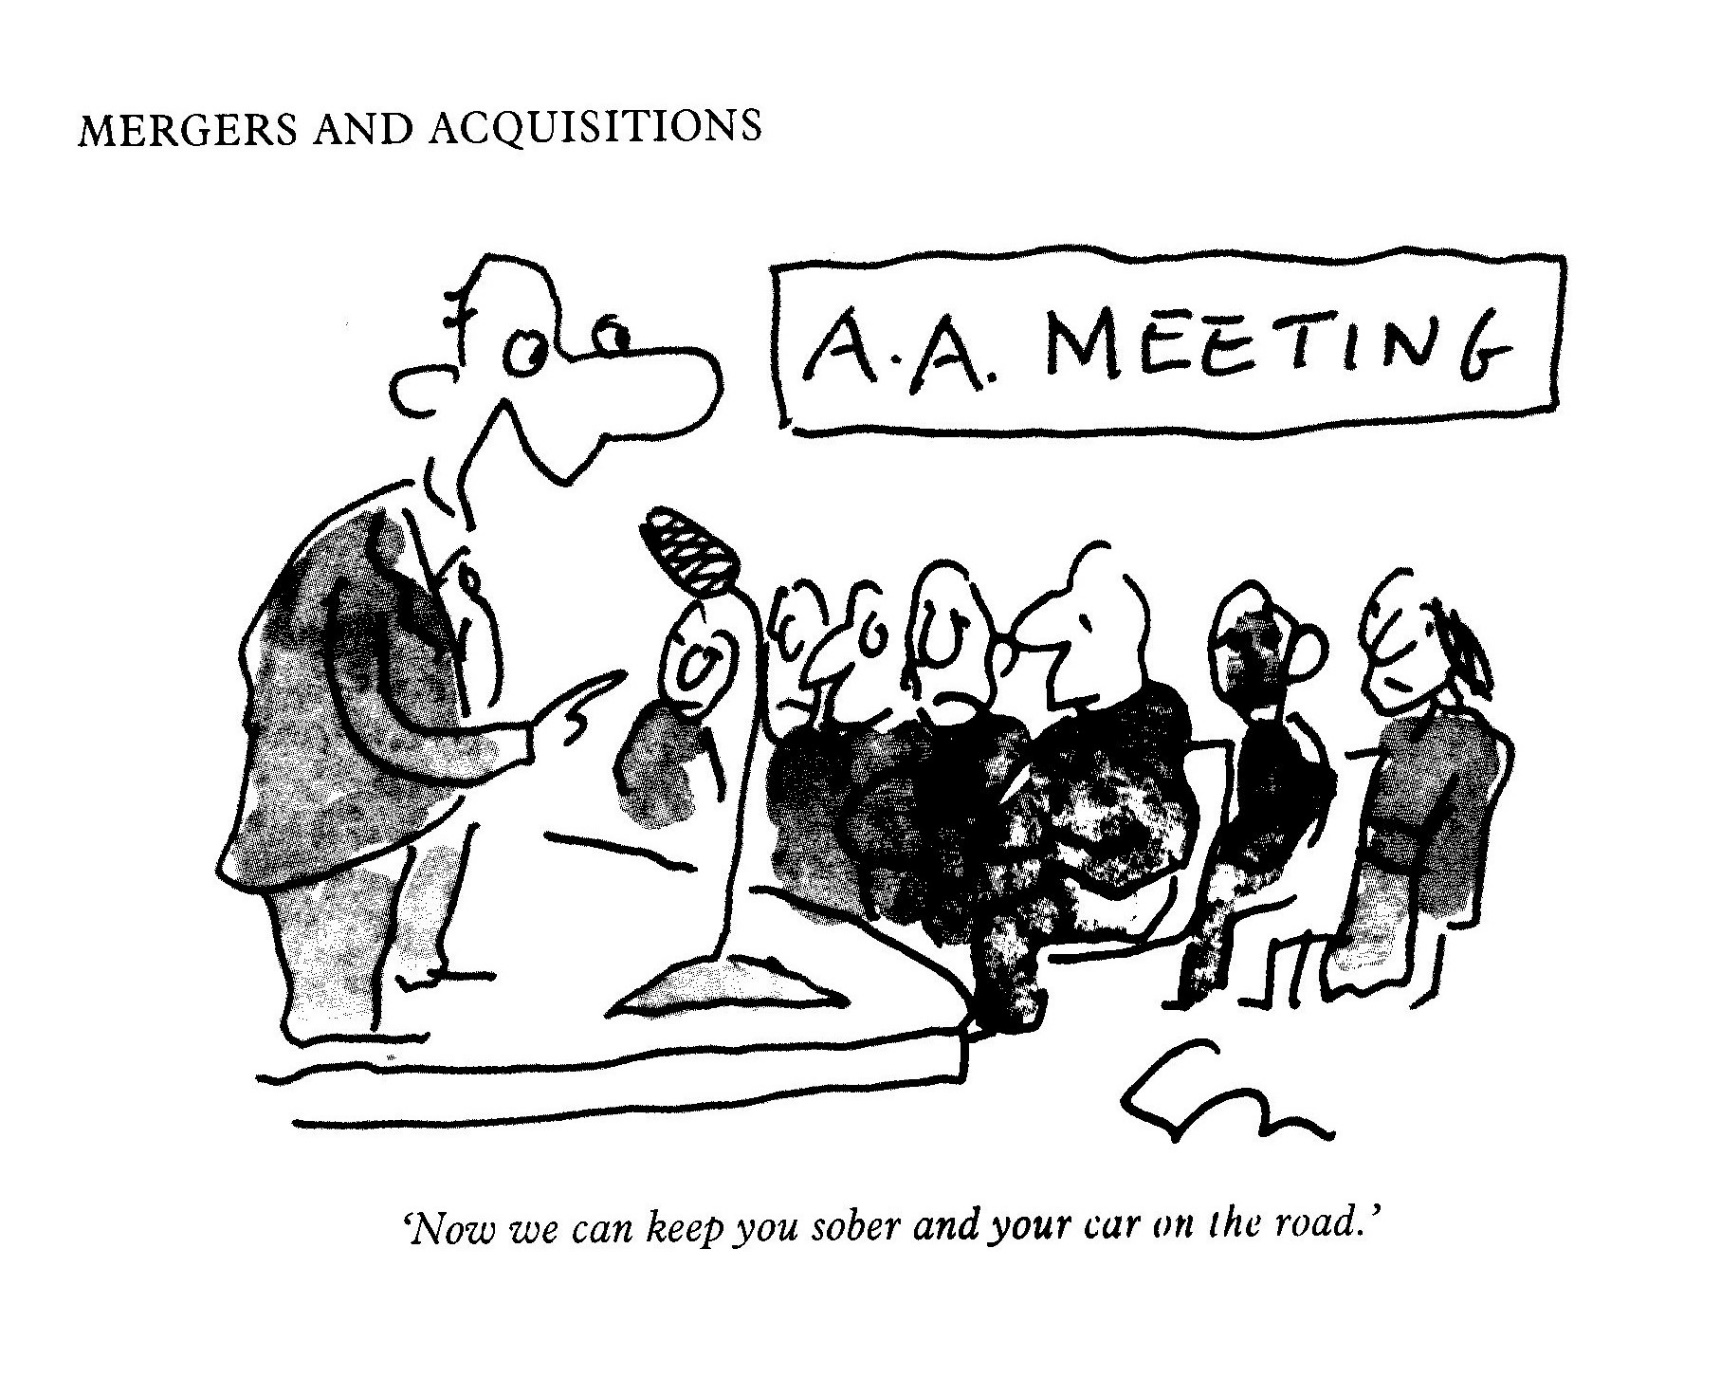 MERGERS AND ACQUISITIONS
A.A. MEETING
‘Now we can keep you sober and your car on the road.’